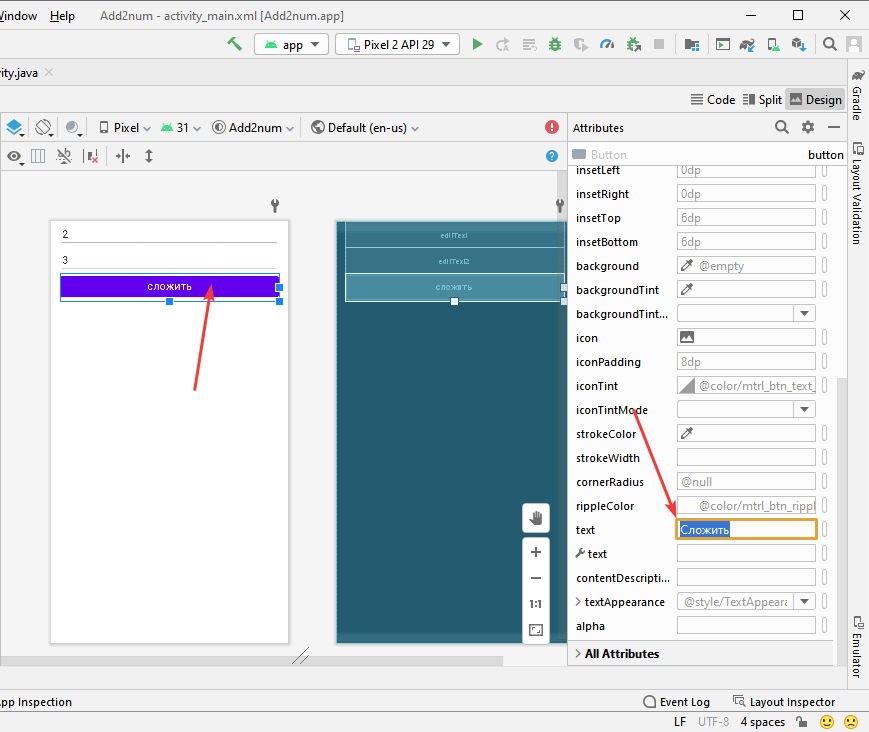 Window Help Add2num - activity_main.xml [Add2num.app]
app Pixel 2 API 29
ity.java
Code Split Design
Pixel 31 Add2num Default (en-us)
Attributes
Button button
insetLeft 0dp
insetRight 0dp
insetTop 6dp
insetBottom 6dp
background @empty
backgroundTint
backgroundTint...
icon
iconPadding 8dp
iconTint @color/mtrl_btn_text_
iconTintMode
strokeColor
strokeWidth
cornerRadius @null
rippleColor @color/mtrl_btn_rippl
text Сложить
text
contentDescripti...
textAppearance @style/TextAppeara
alpha
All Attributes
2
3
СЛОЖИТЬ
editText
editText2
СЛОЖИТЬ
1:1
Gradle
Layout Validation
Emulator
pp Inspection Event Log Layout Inspector
LF UTF-8 4 spaces